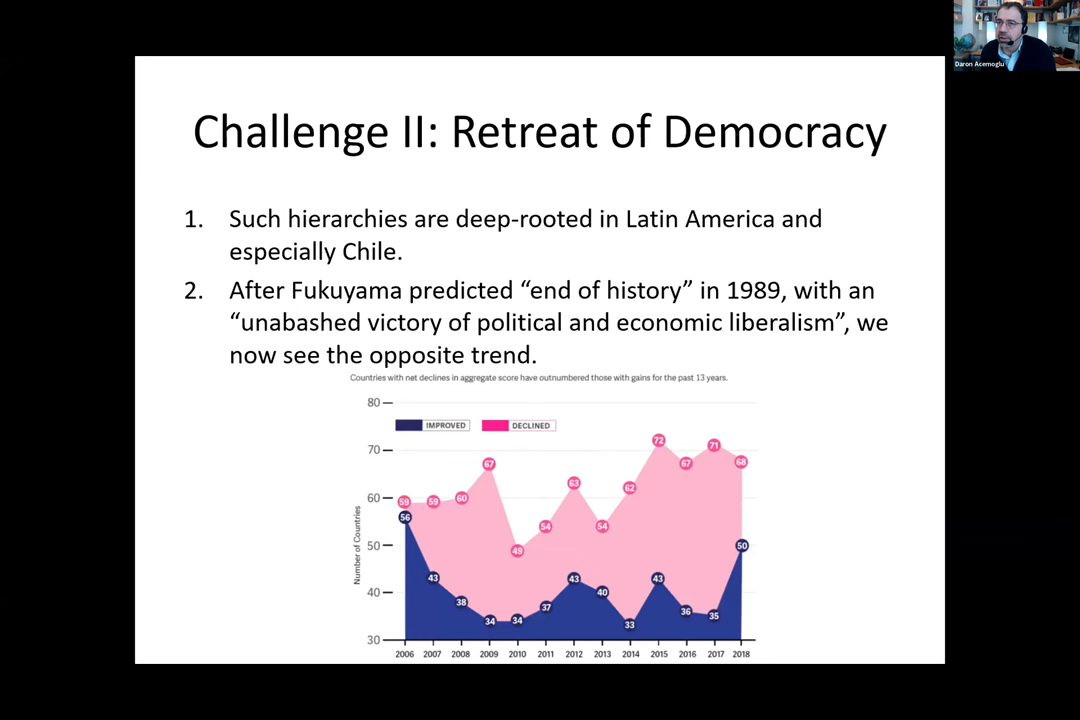 Daron Acemoglu
Challenge II: Retreat of Democracy
1. Such hierarchies are deep-rooted in Latin America and
especially Chile.
2. After Fukuyama predicted “end of history” in 1989, with an
“unabashed victory of political and economic liberalism”, we
now see the opposite trend.
Countries with net declines in aggregate score have outnumbered those with gains for the past 13 years.
80
IMPROVED DECLINED
70
60
50
40
30
Number of Countries
59 59 60 67 49 54 63 54 62 72 67 71 68
56 43 38 34 34 37 43 40 33 43 36 35 50
2006 2007 2008 2009 2010 2011 2012 2013 2014 2015 2016 2017 2018